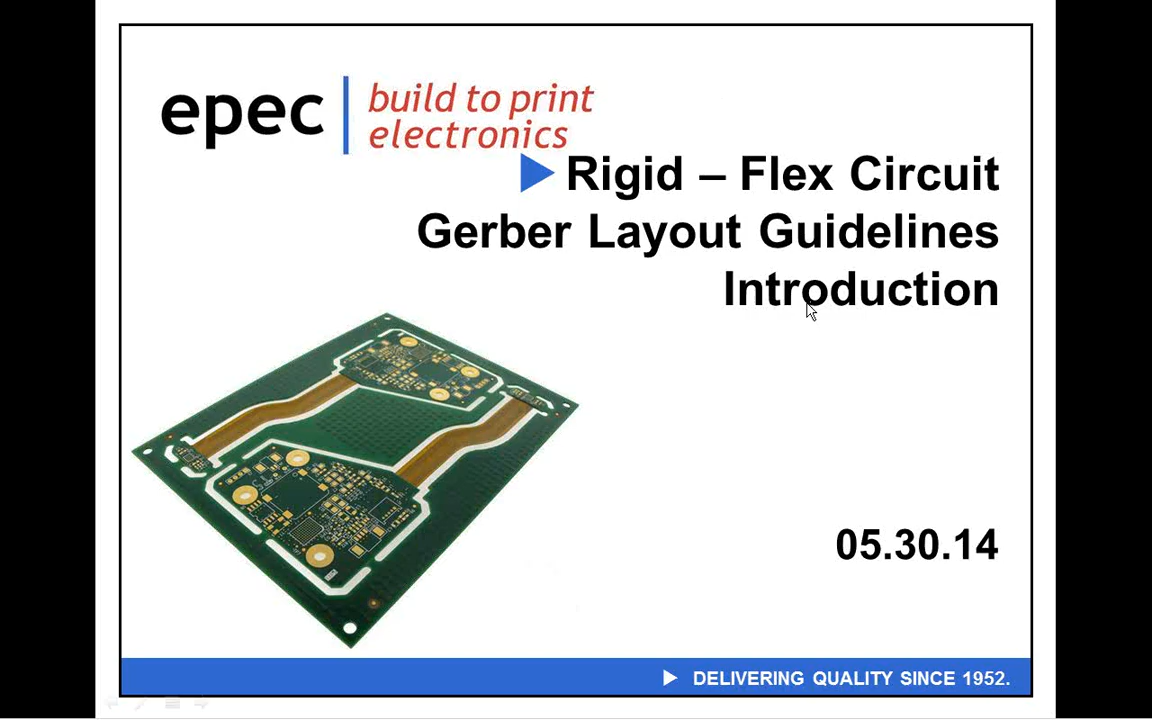 epec
build to print
electronics
Rigid – Flex Circuit
Gerber Layout Guidelines
Introduction
05.30.14
DELIVERING QUALITY SINCE 1952.